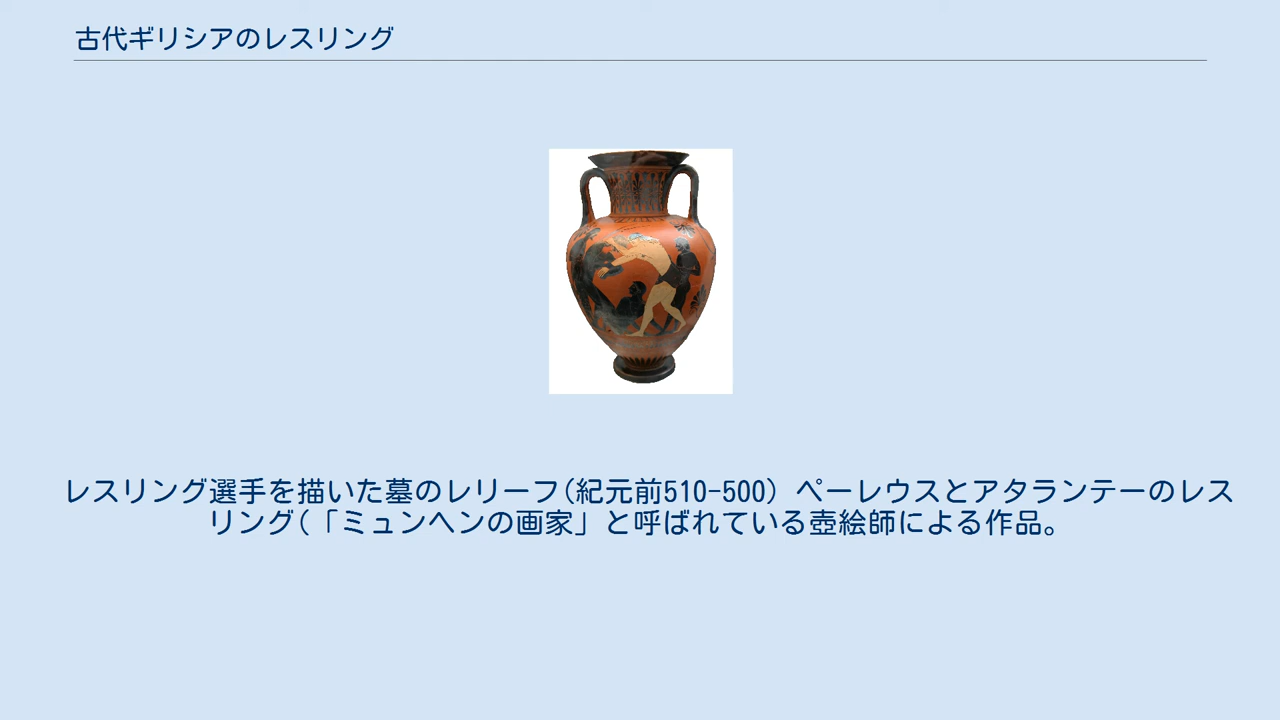 古代ギリシアのレスリング
レスリング選手を描いた墓のレリーフ(紀元前510-500) ペーレウスとアタランテーのレス
リング(「ミュンヘンの画家」と呼ばれている壺絵師による作品。